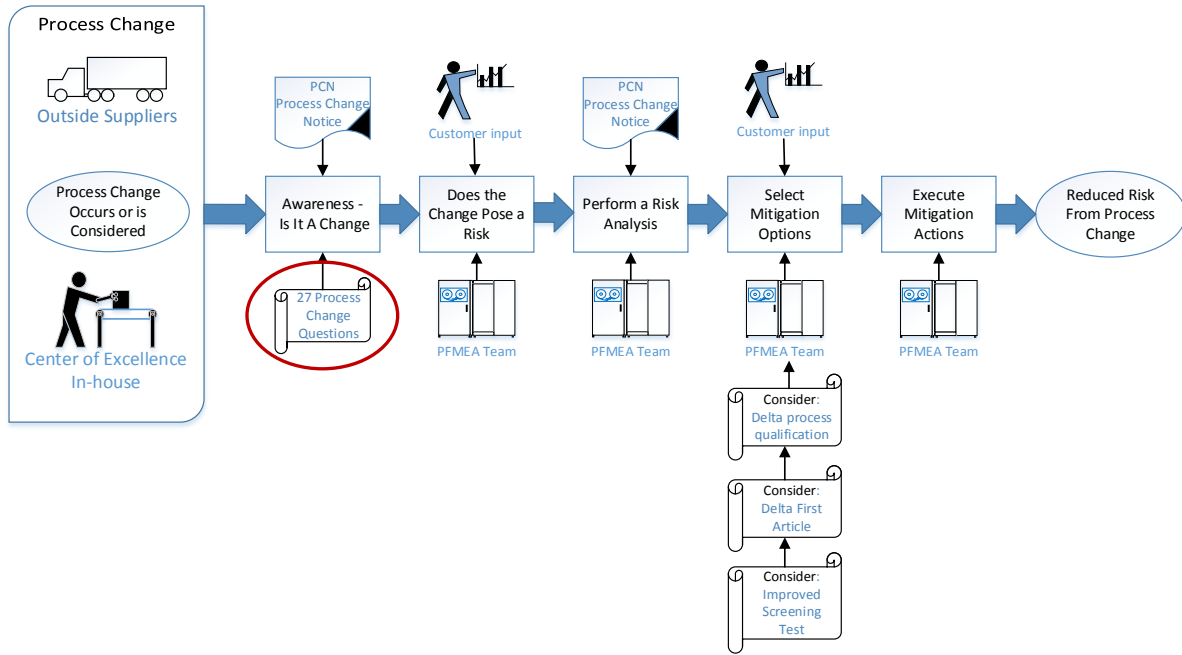 Process Change
Outside Suppliers
Process Change
Occurs or is
Considered
Center of Excellence
In-house
PCN
Process Change
Notice
Awareness -
Is It A Change
27 Process
Change
Questions
Customer input
Does the
Change Pose a
Risk
PFMEA Team
PCN
Process Change
Notice
Perform a Risk
Analysis
PFMEA Team
Customer input
Select
Mitigation
Options
PFMEA Team
Consider:
Delta process
qualification
Consider:
Delta First
Article
Consider:
Improved
Screening
Test
Execute
Mitigation
Actions
PFMEA Team
Reduced Risk
From Process
Change